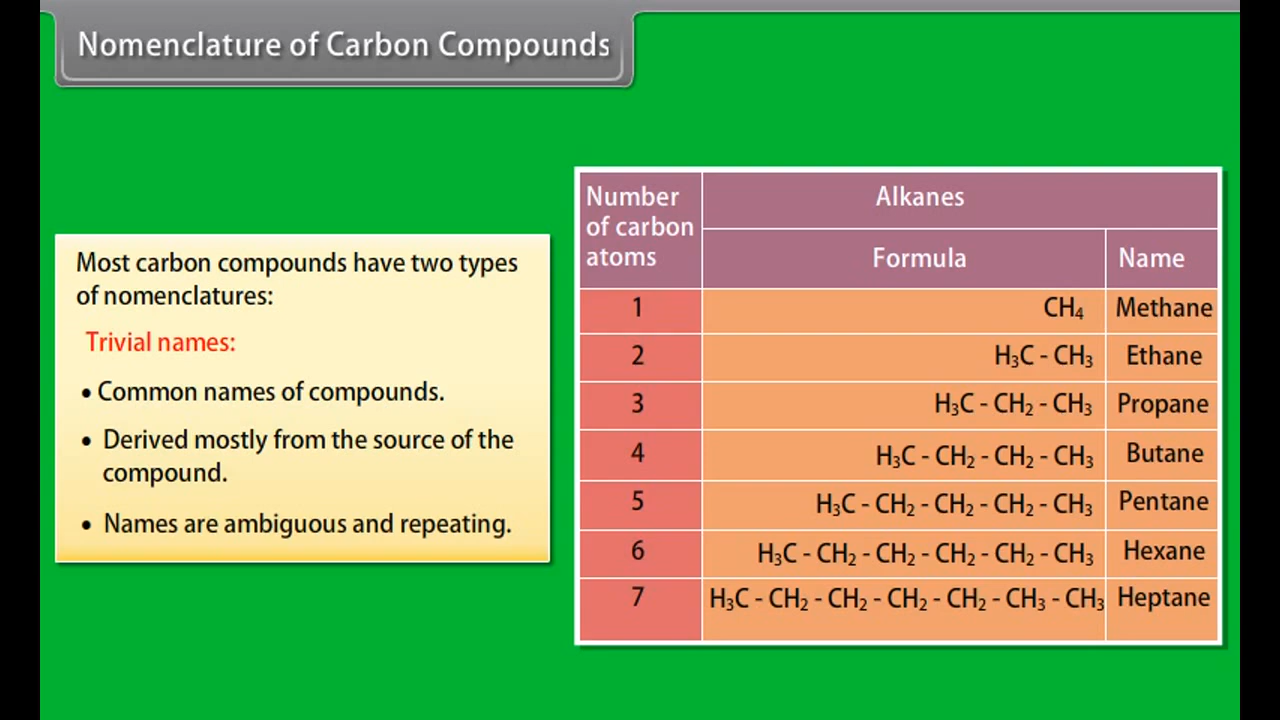 Nomenclature of Carbon Compounds
Most carbon compounds have two types
of nomenclatures:
Trivial names:
• Common names of compounds.
• Derived mostly from the source of the
compound.
• Names are ambiguous and repeating.
Number
of carbon
atoms
Alkanes
Formula
Name
1 CH₄ Methane
2 H₃C - CH₃ Ethane
3 H₃C - CH₂ - CH₃ Propane
4 H₃C - CH₂ - CH₂ - CH₃ Butane
5 H₃C - CH₂ - CH₂ - CH₂ - CH₃ Pentane
6 H₃C - CH₂ - CH₂ - CH₂ - CH₂ - CH₃ Hexane
7 H₃C - CH₂ - CH₂ - CH₂ - CH₂ - CH₃ - CH₃ Heptane